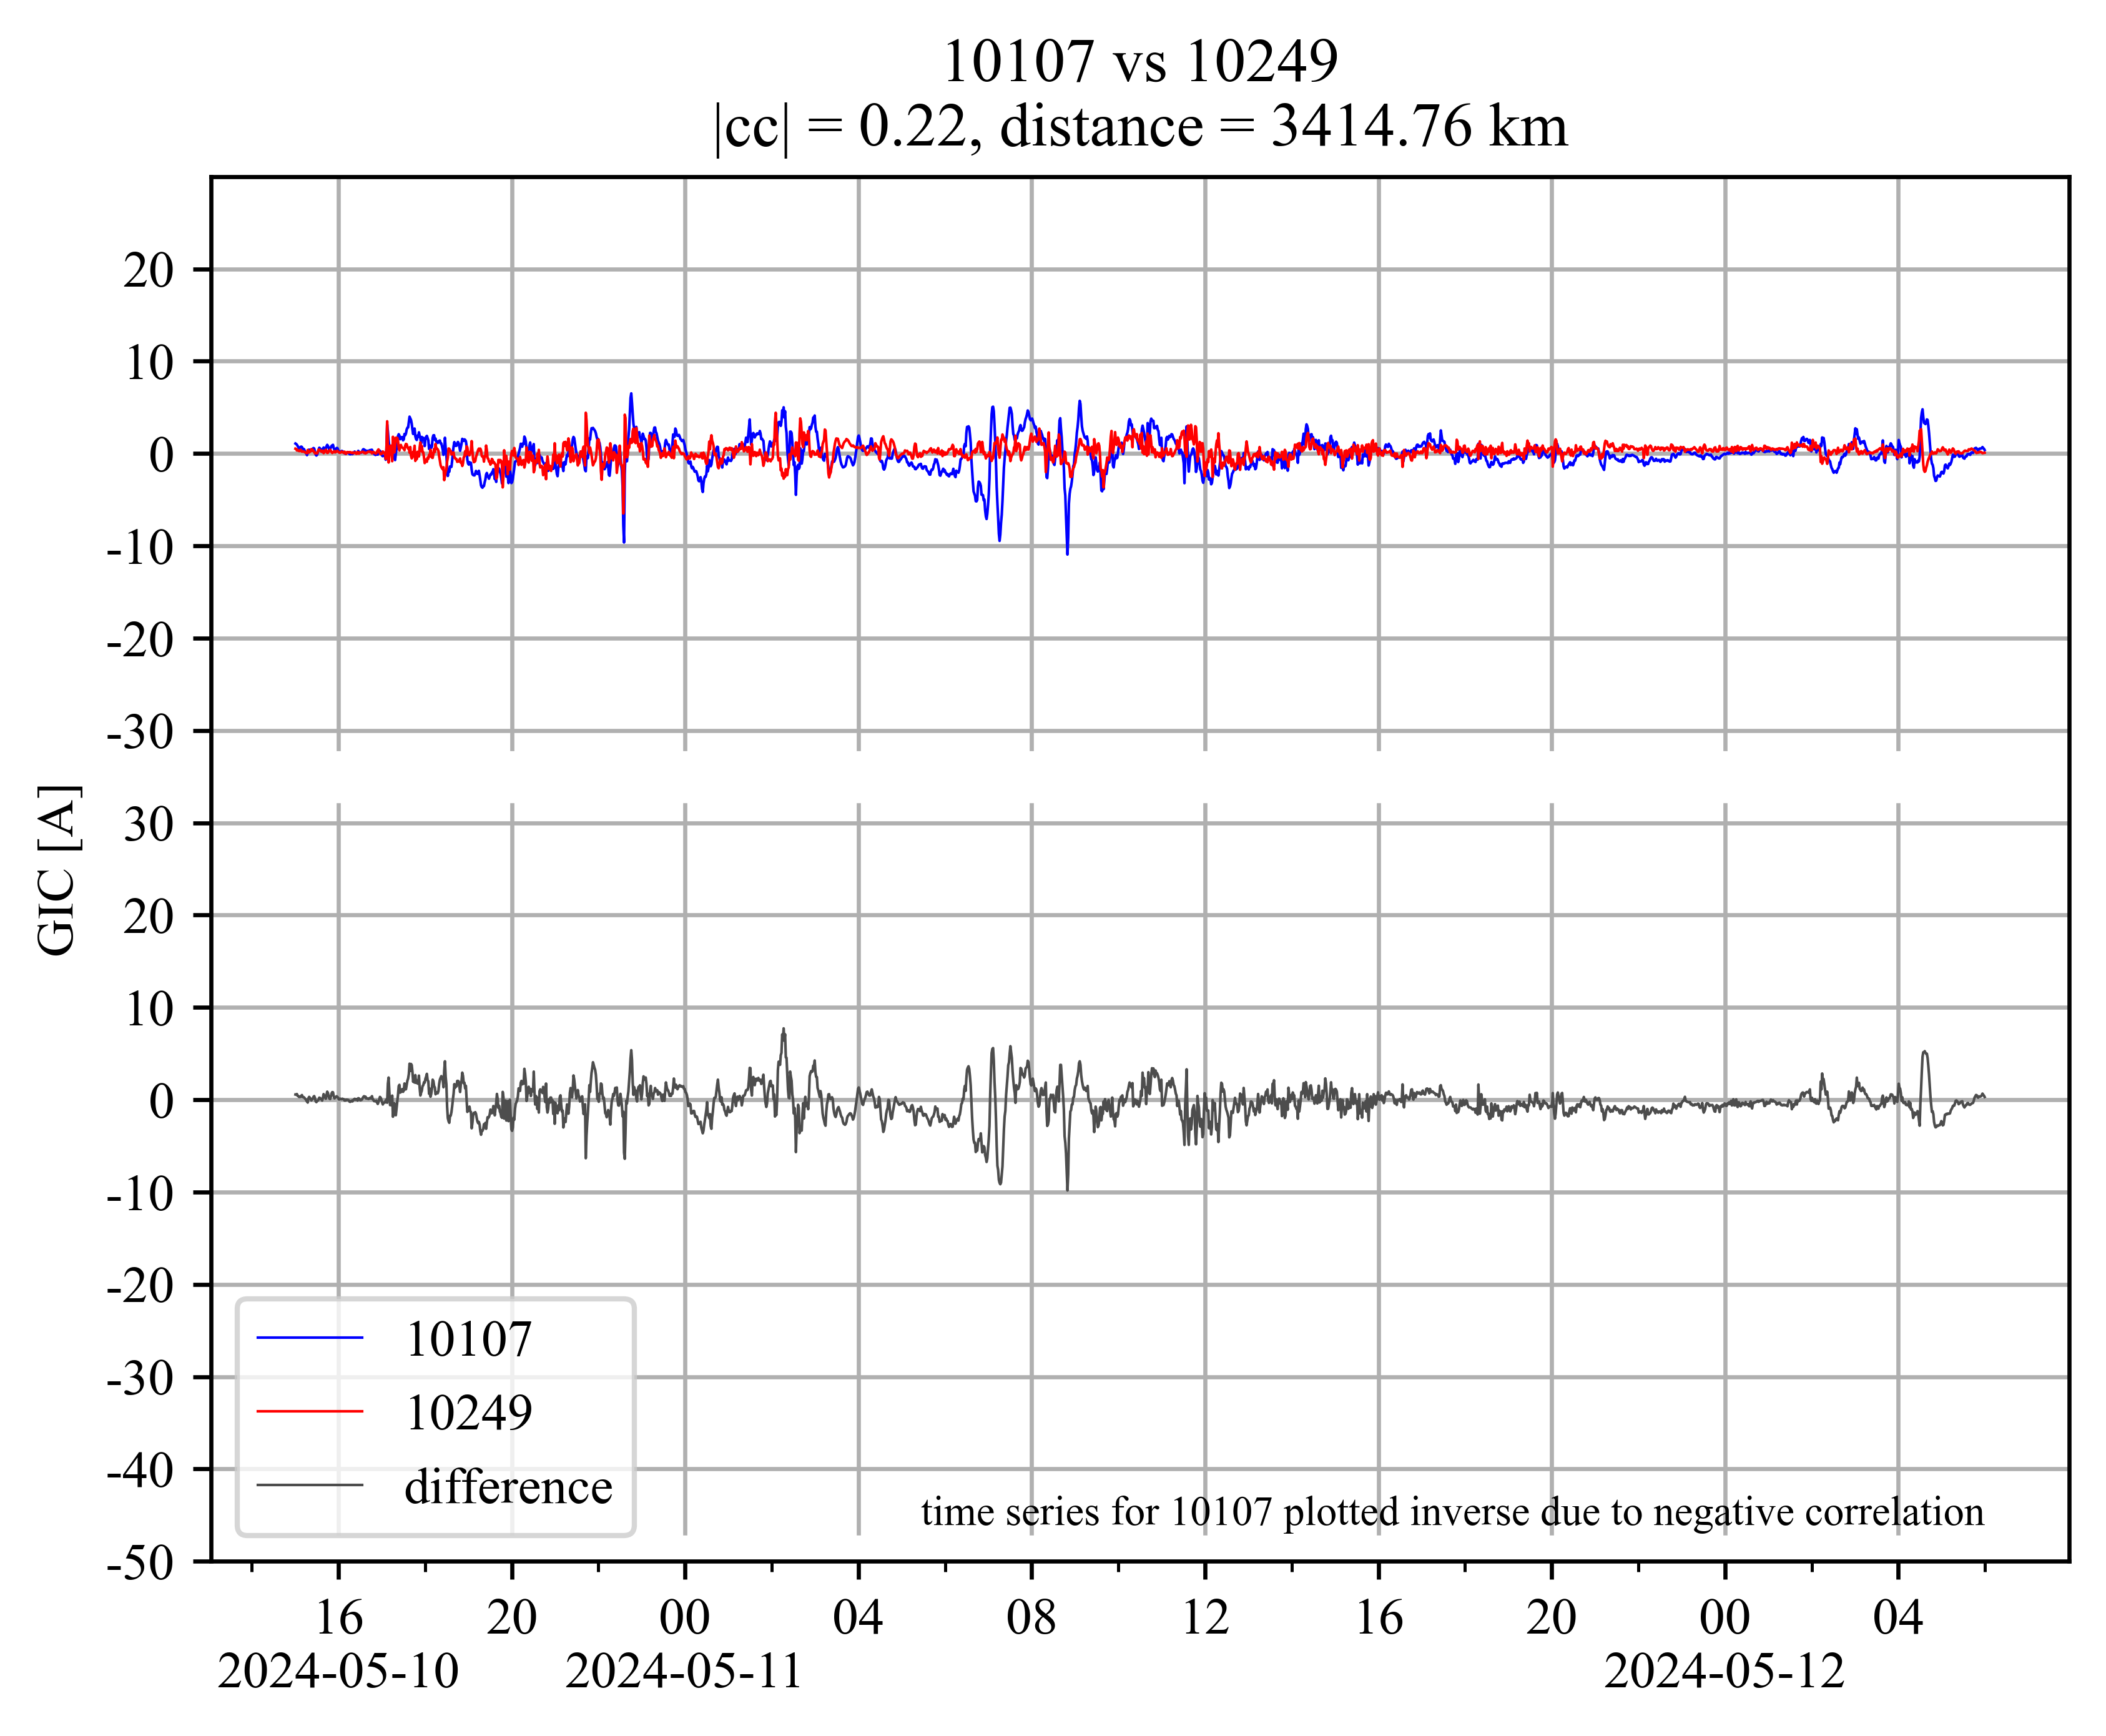 10107 vs 10249
|cc| = 0.22, distance = 3414.76 km
20
10
0
-10
-20
-30
30
20
10
0
-10
-20
-30
-40
-50
GIC [A]
10107
10249
difference
time series for 10107 plotted inverse due to negative correlation
16 20 00 04 08 12 16 20 00 04
2024-05-10 2024-05-11 2024-05-12